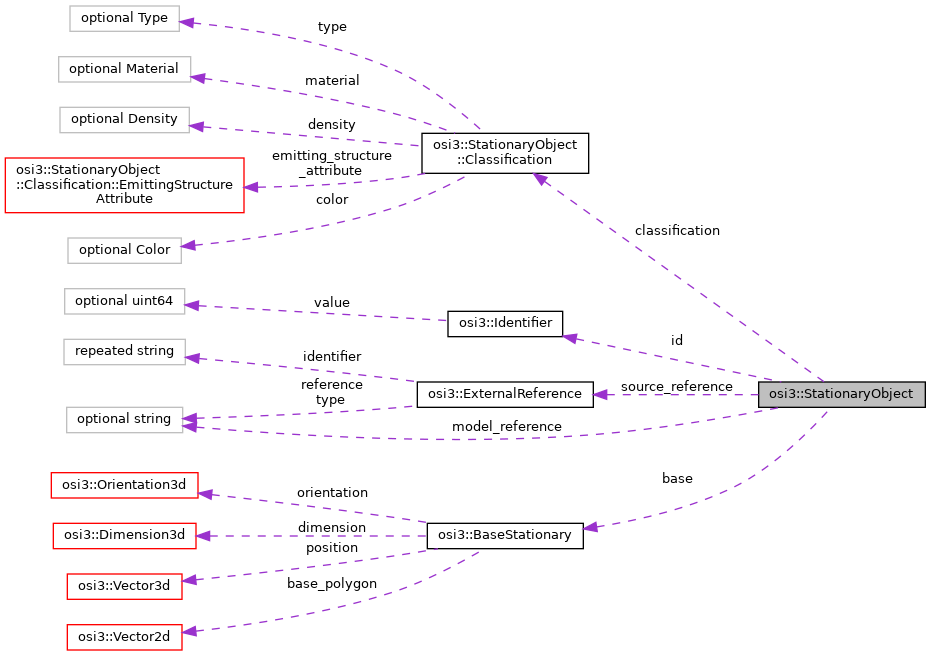 optional Type
type
optional Material
material
optional Density
density
osi3::StationaryObject
::Classification
emitting_structure
_attribute
osi3::StationaryObject
::Classification::EmittingStructure
Attribute
color
classification
optional Color
optional uint64
value
osi3::Identifier
id
repeated string
identifier
reference
type
osi3::ExternalReference
source_reference
osi3::StationaryObject
optional string
model_reference
base
osi3::Orientation3d
orientation
osi3::Dimension3d
dimension
osi3::BaseStationary
position
osi3::Vector3d
base_polygon
osi3::Vector2d